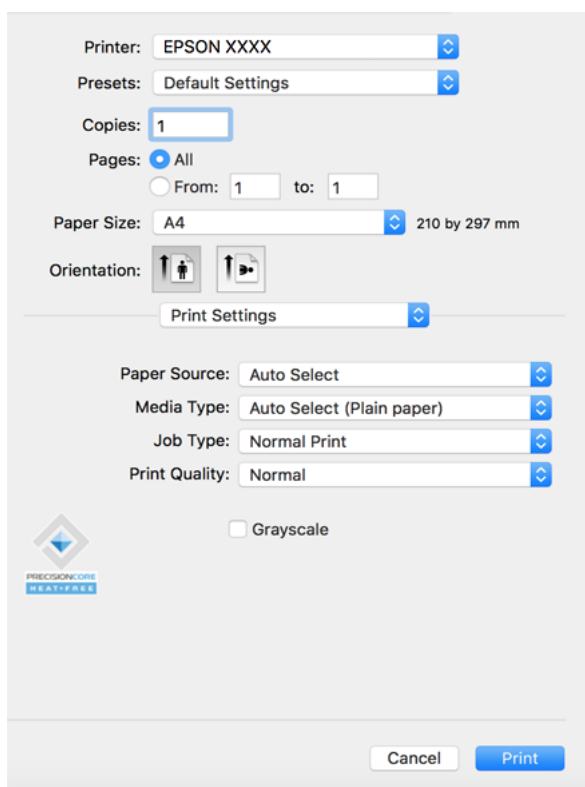 Printer: EPSON XXXX
Presets: Default Settings
Copies: 1
Pages: All
From: 1 to: 1
Paper Size: A4 210 by 297 mm
Orientation:
Print Settings
Paper Source: Auto Select
Media Type: Auto Select (Plain paper)
Job Type: Normal Print
Print Quality: Normal
Grayscale
PRECISIONCORE
HEAT-FREE
Cancel Print